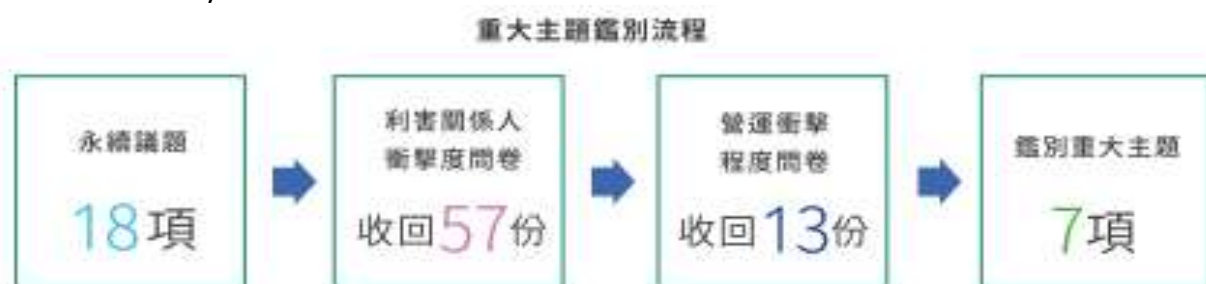 重大主題鑑別流程
永續議題
18項
利害關係人
衝擊度問卷
收回57份
營運衝擊
程度問卷
收回13份
鑑別重大主題
7項